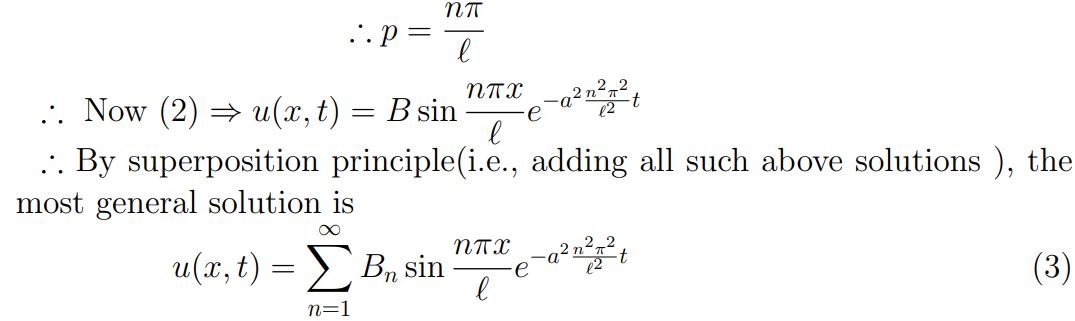 ∴ p = nπ/ℓ
∴ Now (2) ⇒ u(x, t) = B sin (nπx/ℓ) e^{−a² (n²π²/ℓ²) t}
∴ By superposition principle(i.e., adding all such above solutions ), the
most general solution is
u(x, t) = ∑_{n=1}^{∞} B_n sin (nπx/ℓ) e^{−a² (n²π²/ℓ²) t} (3)